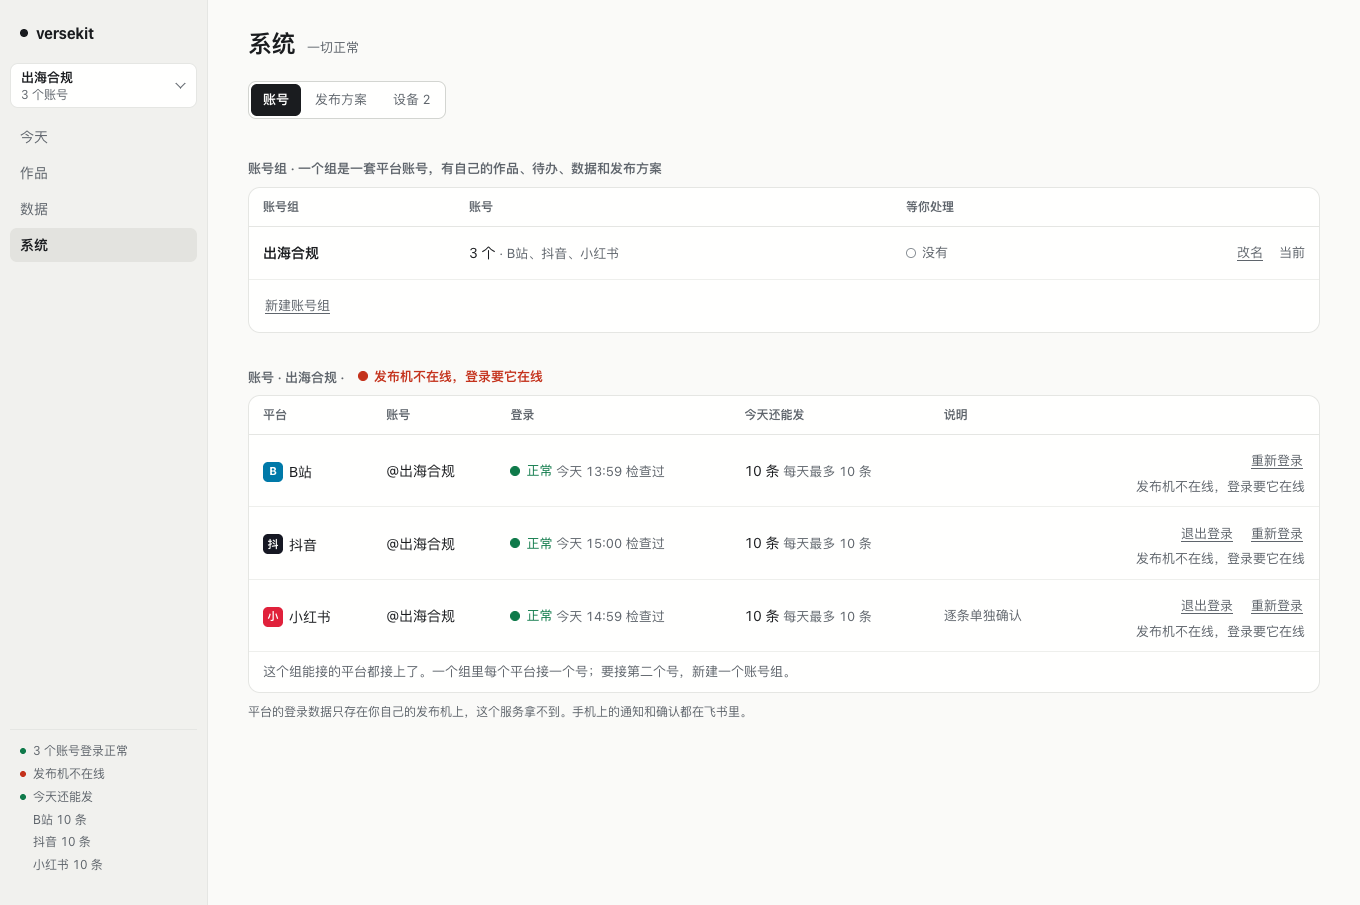 versekit
出海合规
3 个账号
今天
作品
数据
系统
3 个账号登录正常
发布机不在线
今天还能发
B站 10 条
抖音 10 条
小红书 10 条
系统 一切正常
账号 发布方案 设备 2
账号组 · 一个组是一套平台账号，有自己的作品、待办、数据和发布方案
账号组 账号 等你处理
出海合规 3 个 · B站、抖音、小红书 没有 改名 当前
新建账号组
账号 · 出海合规 · 发布机不在线，登录要它在线
平台 账号 登录 今天还能发 说明
B B站 @出海合规 正常 今天 13:59 检查过 10 条 每天最多 10 条 重新登录
发布机不在线，登录要它在线
抖 抖音 @出海合规 正常 今天 15:00 检查过 10 条 每天最多 10 条 退出登录 重新登录
发布机不在线，登录要它在线
小 小红书 @出海合规 正常 今天 14:59 检查过 10 条 每天最多 10 条 逐条单独确认 退出登录 重新登录
发布机不在线，登录要它在线
这个组能接的平台都接上了。一个组里每个平台接一个号；要接第二个号，新建一个账号组。
平台的登录数据只存在你自己的发布机上，这个服务拿不到。手机上的通知和确认都在飞书里。